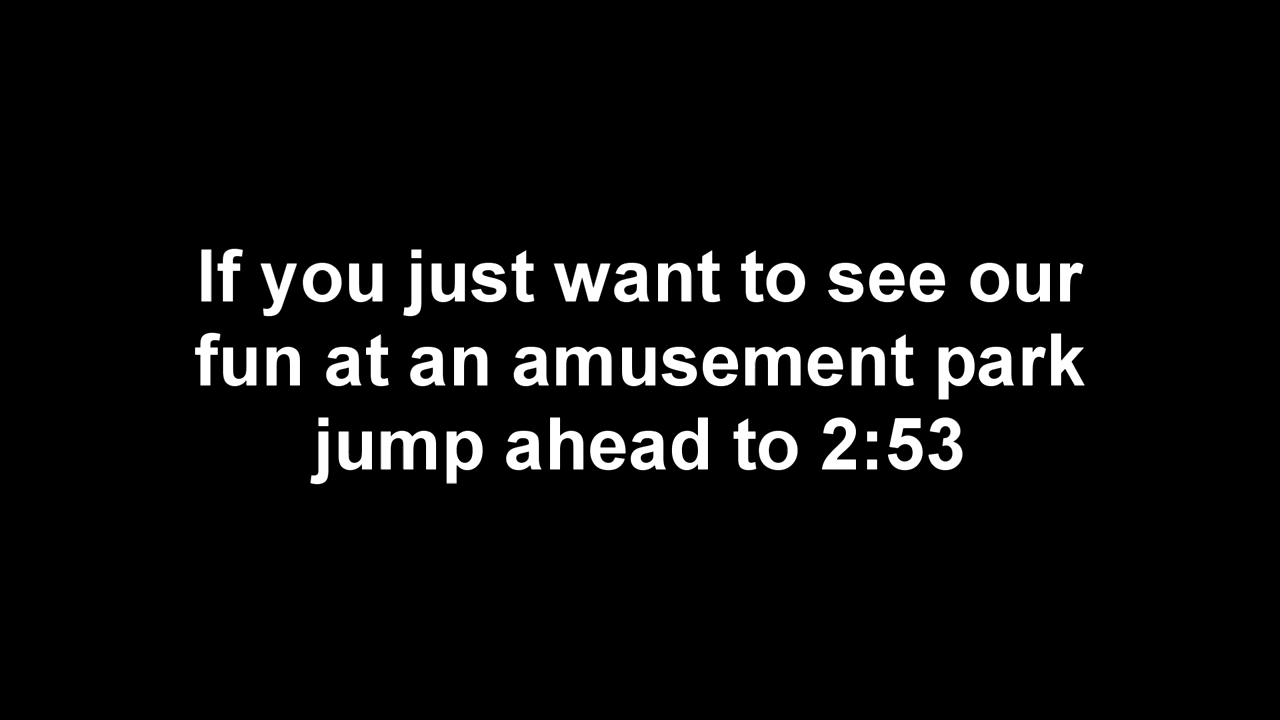 If you just want to see our
fun at an amusement park
jump ahead to 2:53